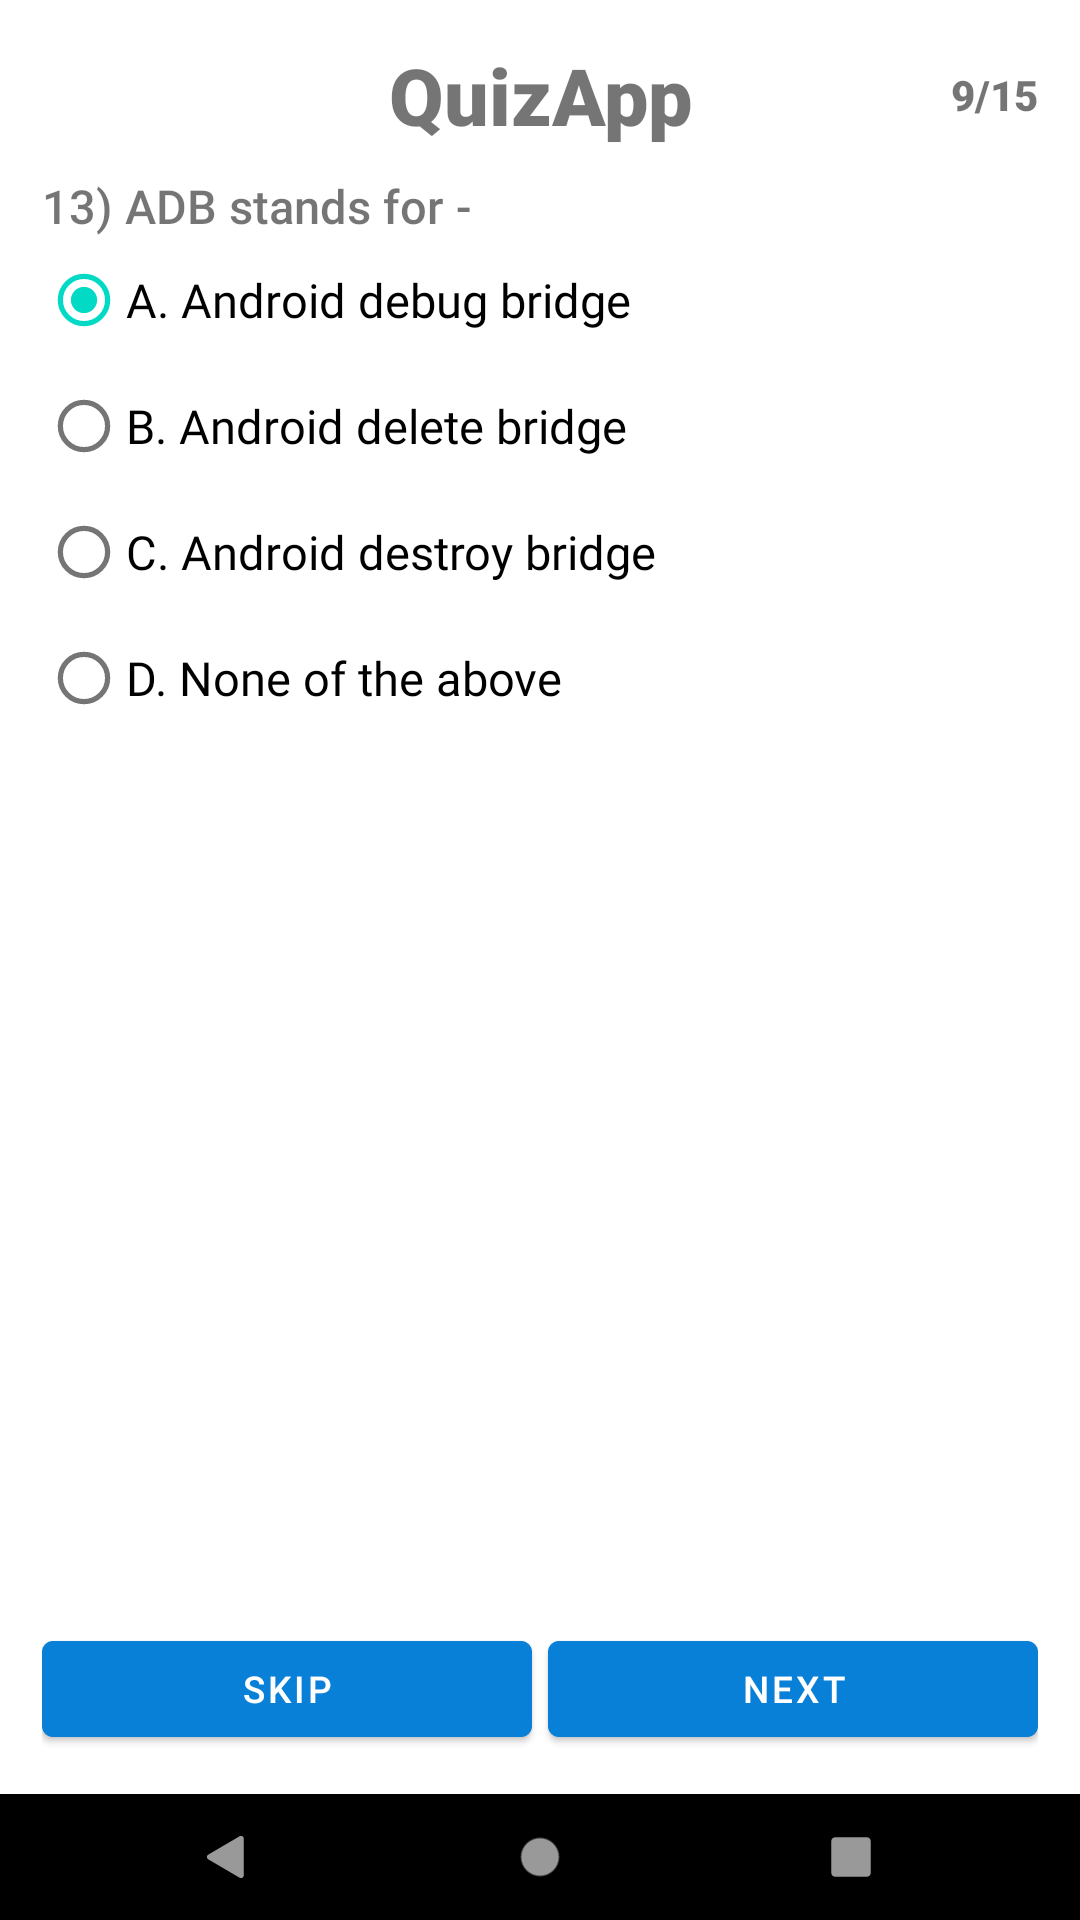 QuizApp
9/15
13) ADB stands for -
A. Android debug bridge
B. Android delete bridge
C. Android destroy bridge
D. None of the above
SKIP
NEXT